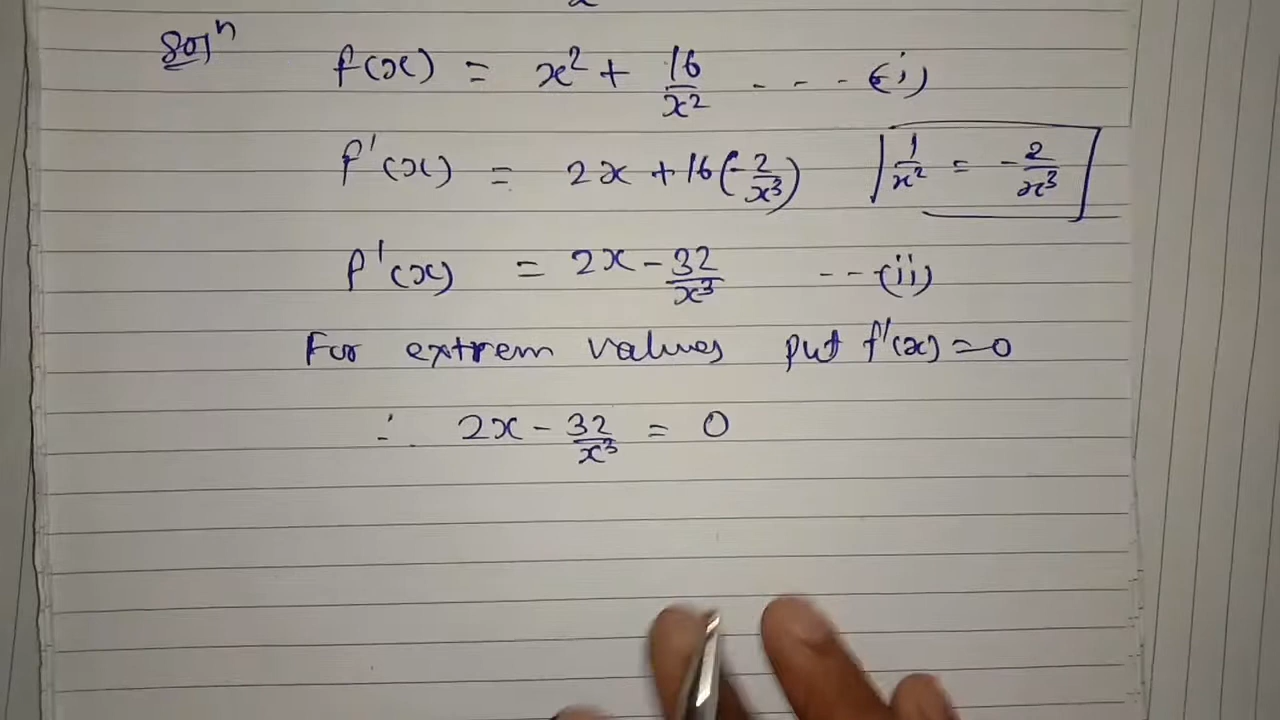 Solⁿ f(x) = x² + 16/x² - - - - (i)
f'(x) = 2x + 16(-2/x³) | 1/x² = -2/x³
f'(x) = 2x - 32/x³ - - - (ii)
For extrem values put f'(x) = 0
∴ 2x - 32/x³ = 0